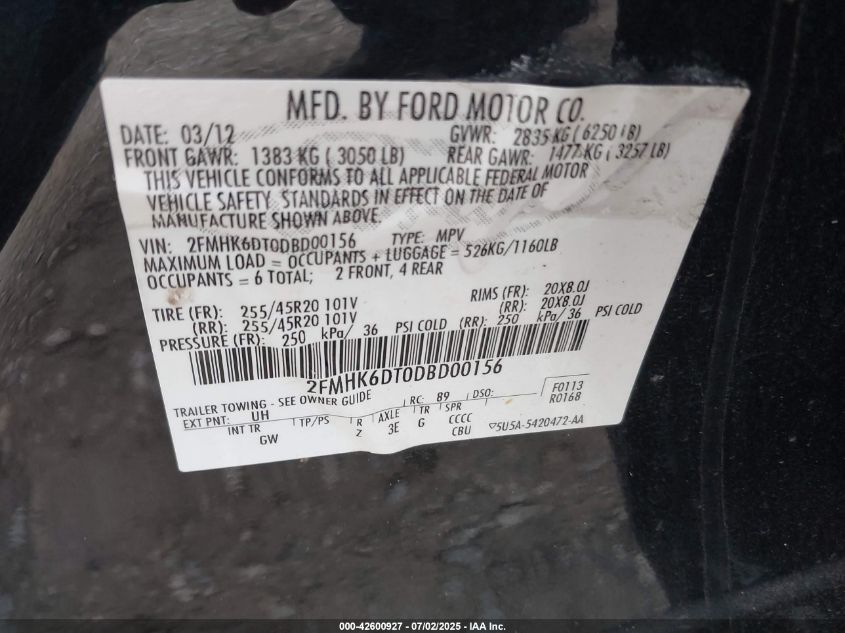 MFD. BY FORD MOTOR CO.
DATE: 03/12 GVWR: 2835 KG ( 6250 LB)
FRONT GAWR: 1383 KG ( 3050 LB) REAR GAWR: 1477 KG ( 3257 LB)
THIS VEHICLE CONFORMS TO ALL APPLICABLE FEDERAL MOTOR
VEHICLE SAFETY STANDARDS IN EFFECT ON THE DATE OF
MANUFACTURE SHOWN ABOVE.
VIN: 2FMHK6DT0DBD00156 TYPE: MPV
MAXIMUM LOAD = OCCUPANTS + LUGGAGE = 526KG/1160LB
OCCUPANTS = 6 TOTAL; 2 FRONT, 4 REAR
TIRE (FR): 255/45R20 101V RIMS (FR): 20X8.0J
(RR): 255/45R20 101V (RR): 20X8.0J
PRESSURE (FR): 250 kPa/ 36 PSI COLD (RR): 250 kPa/36 PSI COLD
2FMHK6DT0DBD00156
TRAILER TOWING - SEE OWNER GUIDE RC: 89 DSO: F0113
EXT PNT: UH R0168
INT TR TP/PS R AXLE TR SPR
GW Z 3E G CCCC
CBU 5U5A-5420472-AA
000-42600927 - 07/02/2025 - IAA Inc.